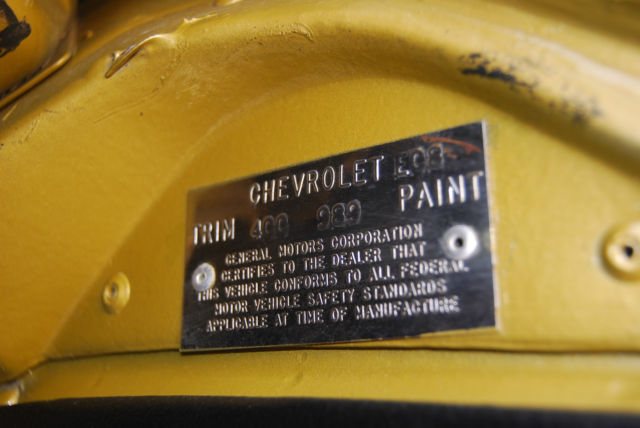 CHEVROLET E08
TRIM 400 989 PAINT
GENERAL MOTORS CORPORATION
CERTIFIES TO THE DEALER THAT
THIS VEHICLE CONFORMS TO ALL FEDERAL
MOTOR VEHICLE SAFETY STANDARDS
APPLICABLE AT TIME OF MANUFACTURE